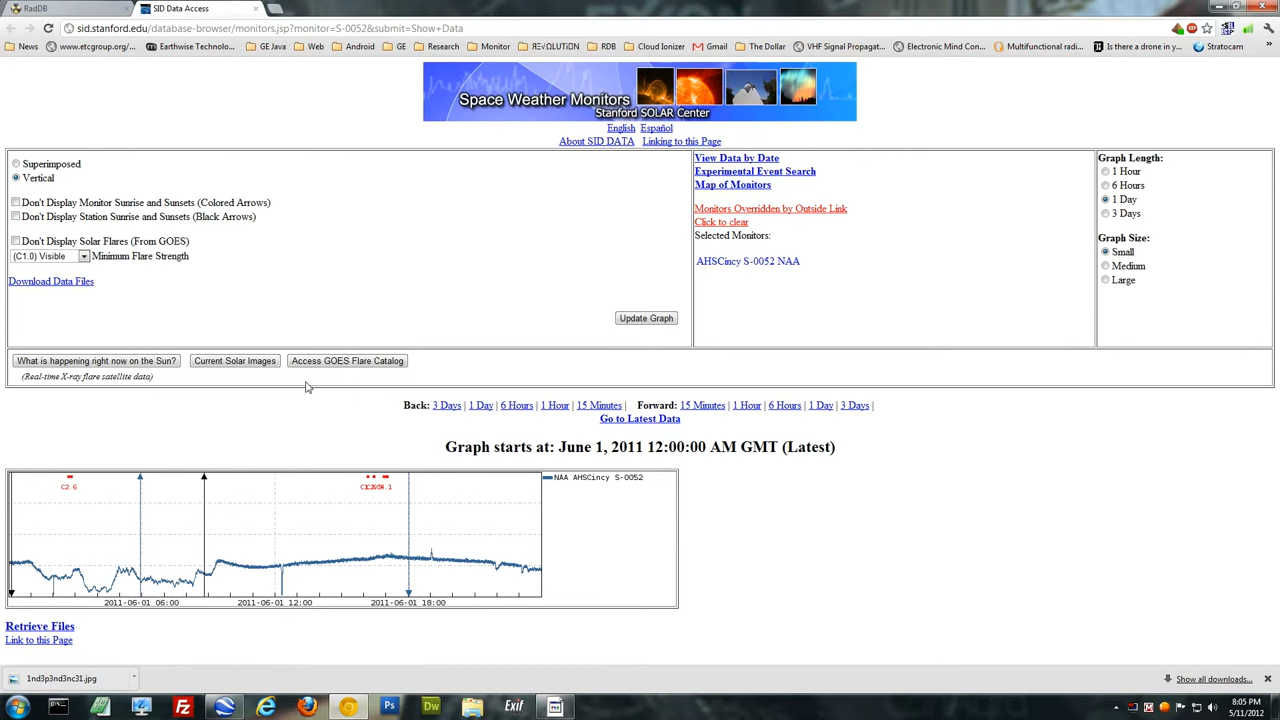 RadDB
SID Data Access
sid.stanford.edu/database-browser/monitors.jsp?monitor=S-0052&submit=Show+Data
News www.etcgroup.org/... Earthwise Technolo... GE Java Web Android GE Research Monitor RΞVOLUTIΩN RDB Cloud Ionizer Gmail The Dollar VHF Signal Propagat... Electronic Mind Con... Multifunctional radi... Is there a drone in y... Stratocam »
Space Weather Monitors
Stanford SOLAR Center
English Español
About SID DATA Linking to this Page
Superimposed
Vertical
Don't Display Monitor Sunrise and Sunsets (Colored Arrows)
Don't Display Station Sunrise and Sunsets (Black Arrows)
Don't Display Solar Flares (From GOES)
(C1.0) Visible Minimum Flare Strength
Download Data Files
Update Graph
View Data by Date
Experimental Event Search
Map of Monitors
Monitors Overridden by Outside Link
Click to clear
Selected Monitors:
AHSCincy S-0052 NAA
Graph Length:
1 Hour
6 Hours
1 Day
3 Days
Graph Size:
Small
Medium
Large
What is happening right now on the Sun? Current Solar Images Access GOES Flare Catalog
(Real-time X-ray flare satellite data)
Back: 3 Days | 1 Day | 6 Hours | 1 Hour | 15 Minutes | Forward: 15 Minutes | 1 Hour | 6 Hours | 1 Day | 3 Days |
Go to Latest Data
Graph starts at: June 1, 2011 12:00:00 AM GMT (Latest)
C2.6
NAA AHSCincy S-0052
2011-06-01 06:00 2011-06-01 12:00 2011-06-01 18:00
Retrieve Files
Link to this Page
1nd3p3nd3nc31.jpg
Show all downloads...
Fz Ps Dw Exif
8:05 PM
5/11/2012